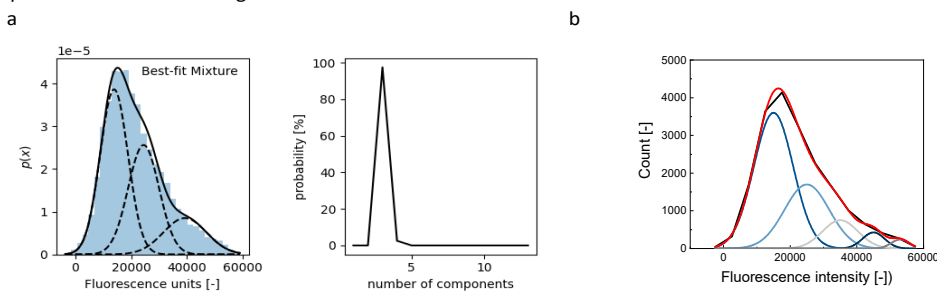 a
b
1e−5
Best-fit Mixture
4
3
2
1
0
p(x)
0
20000
40000
60000
Fluorescence units [-]
100
80
60
40
20
0
probability [%]
5
10
number of components
5000
4000
3000
2000
1000
0
Count [-]
0
20000
40000
60000
Fluorescence intensity [-])